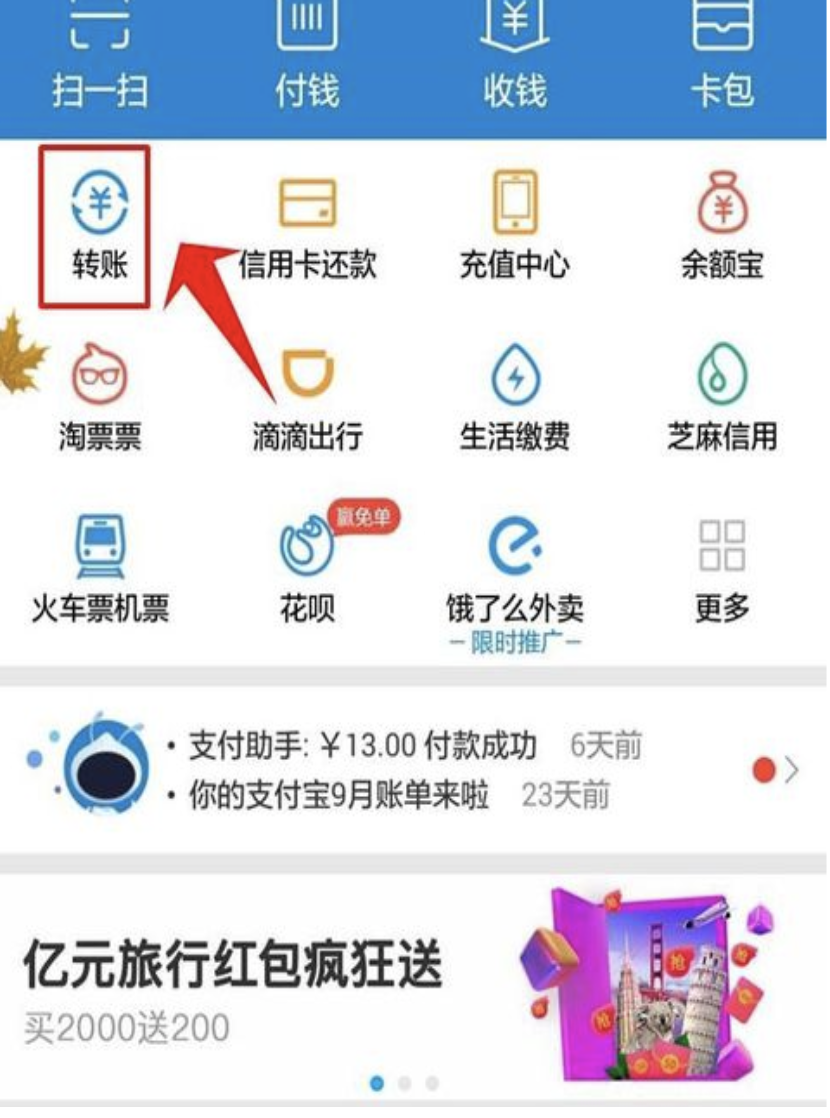 扫一扫 付钱 收钱 卡包
转账 信用卡还款 充值中心 余额宝
淘票票 滴滴出行 生活缴费 芝麻信用
赢免单
火车票机票 花呗 饿了么外卖 更多
-限时推广-
• 支付助手: ￥13.00 付款成功 6天前
• 你的支付宝9月账单来啦 23天前
亿元旅行红包疯狂送
买2000送200
抢
抢
抢